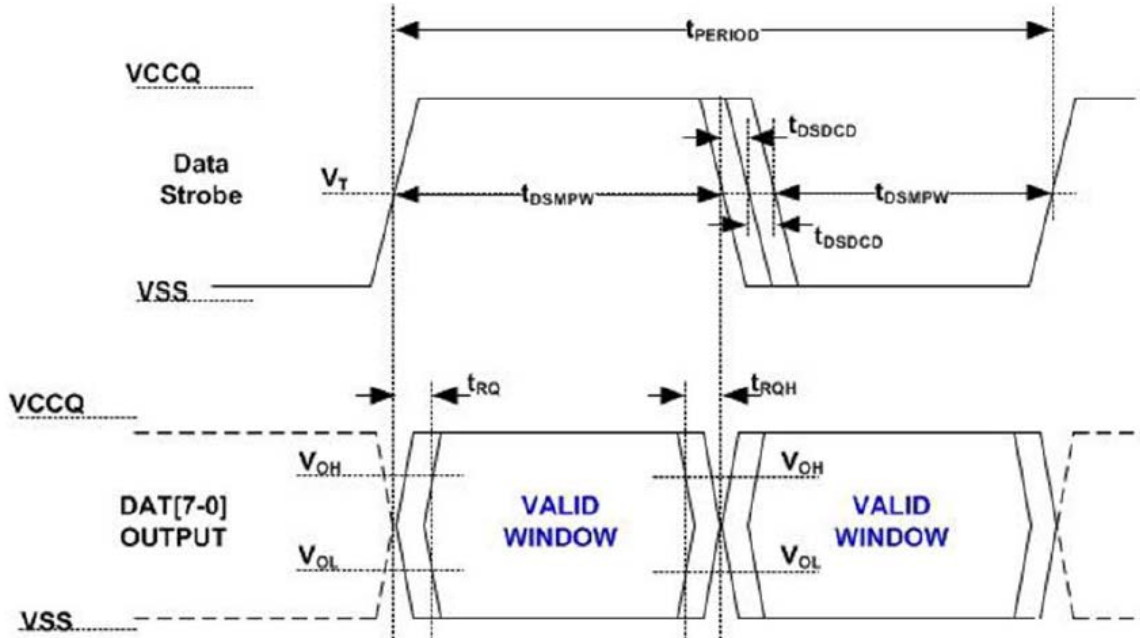 tPERIOD
VCCQ
tDSDCD
Data
Strobe
VT
tDSMPW
tDSMPW
tDSDCD
VSS
tRQ
tRQH
VCCQ
VOH
VOH
DAT[7-0]
OUTPUT
VALID
WINDOW
VALID
WINDOW
VOL
VOL
VSS